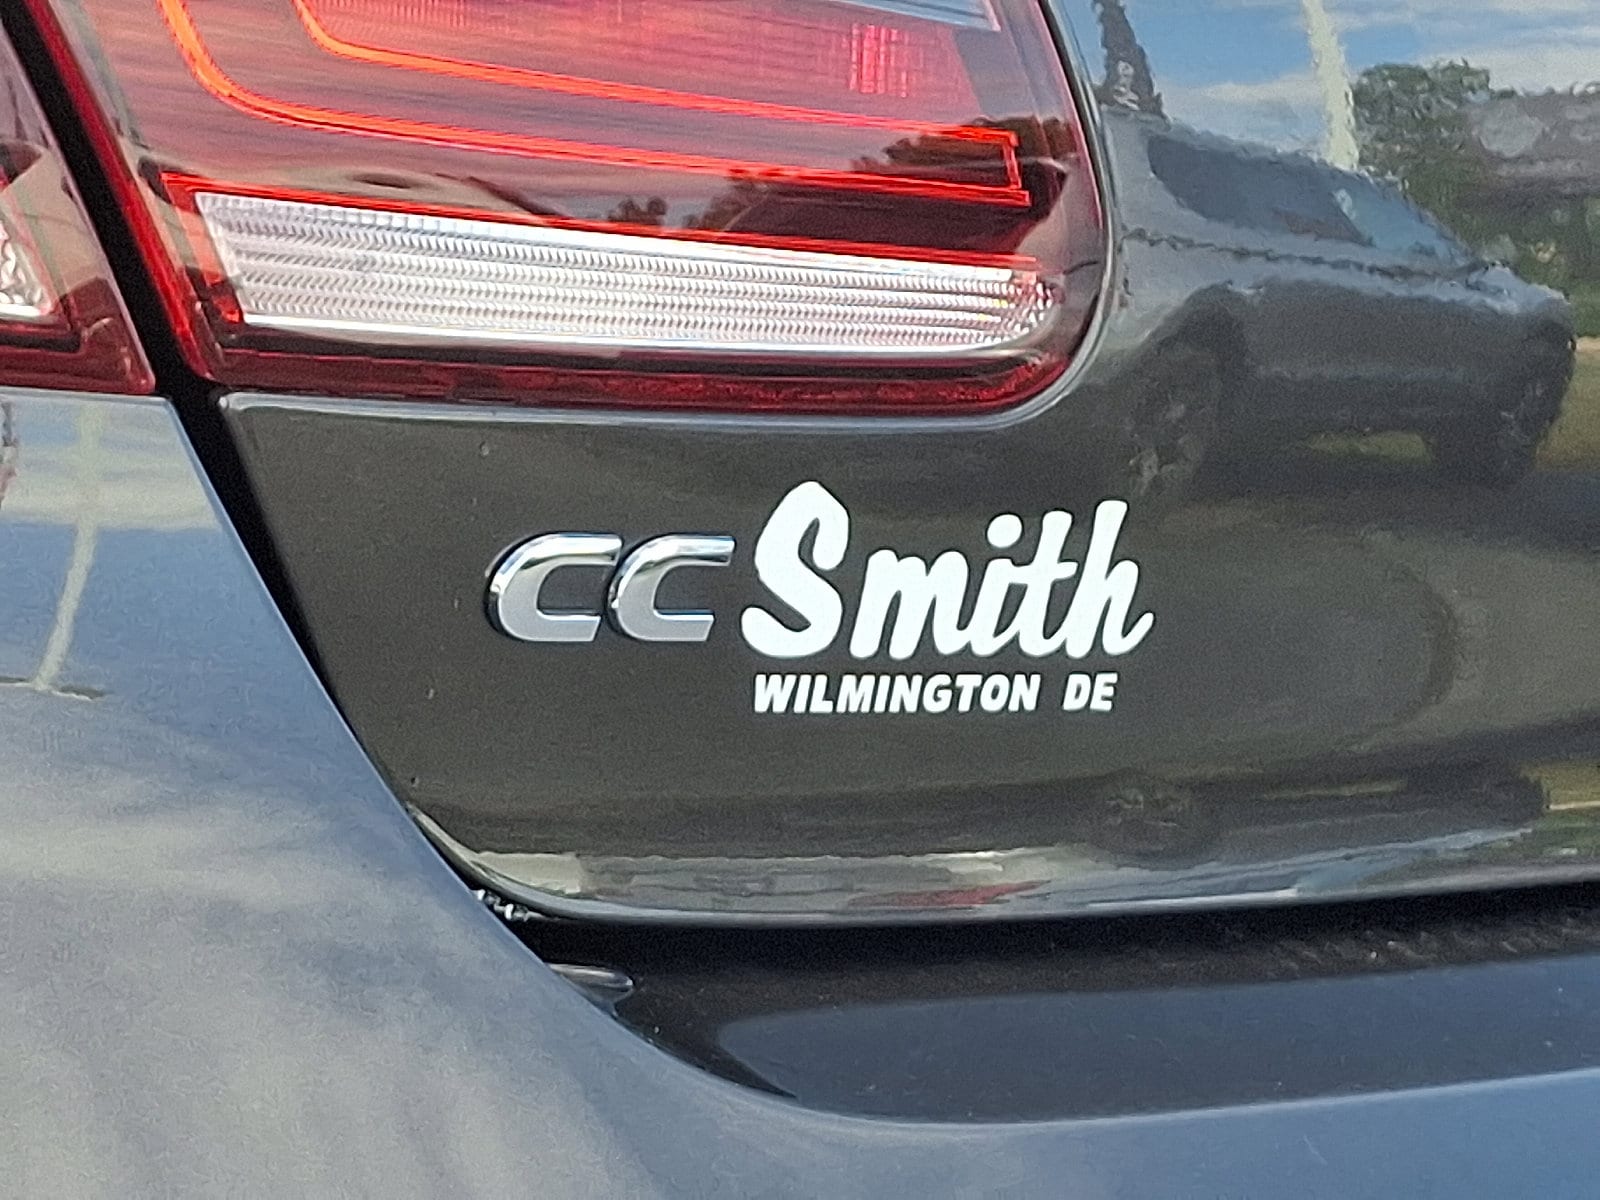 CC Smith
WILMINGTON DE